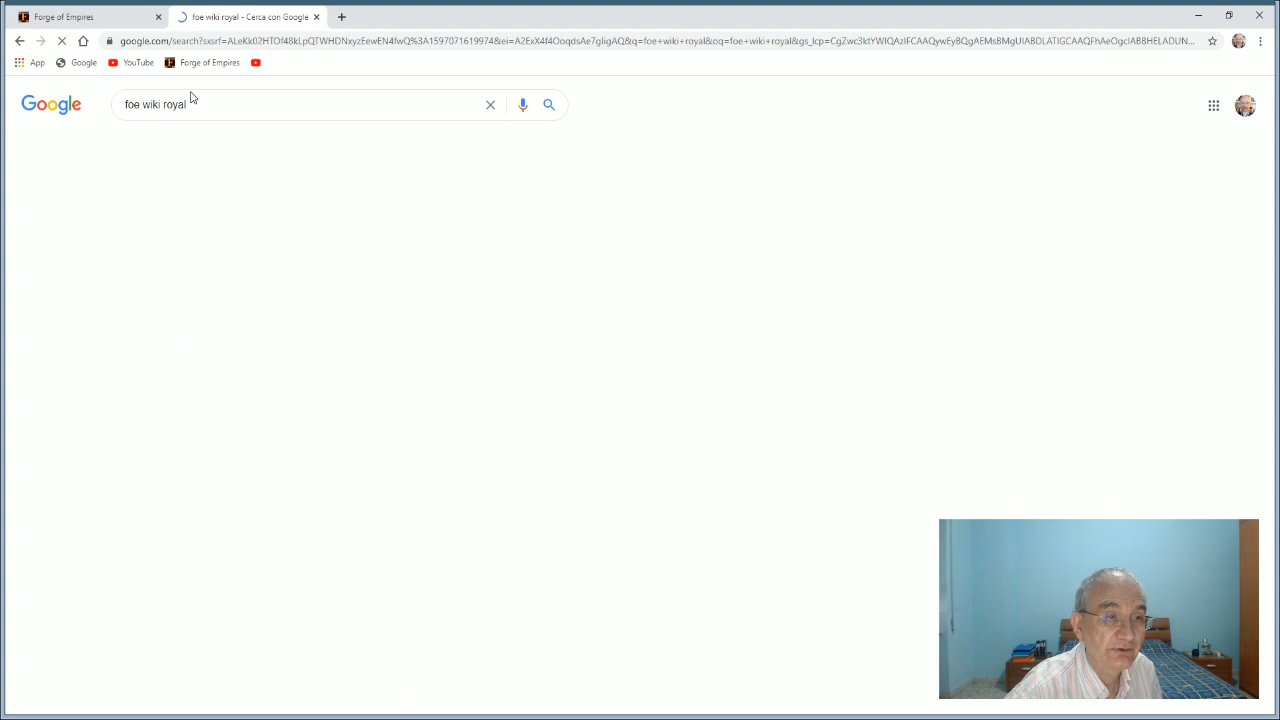 Forge of Empires
foe wiki royal - Cerca con Google
google.com/search?sxsrf=ALeKk02HTOf48kLpQTWHDNxyzEewEN4fwQ%3A1597071619974&ei=A2ExX4f4OoqdsAe7gligAQ&q=foe+wiki+royal&oq=foe+wiki+royal&gs_lcp=
App
Google
YouTube
Forge of Empires
Google
foe wiki royal